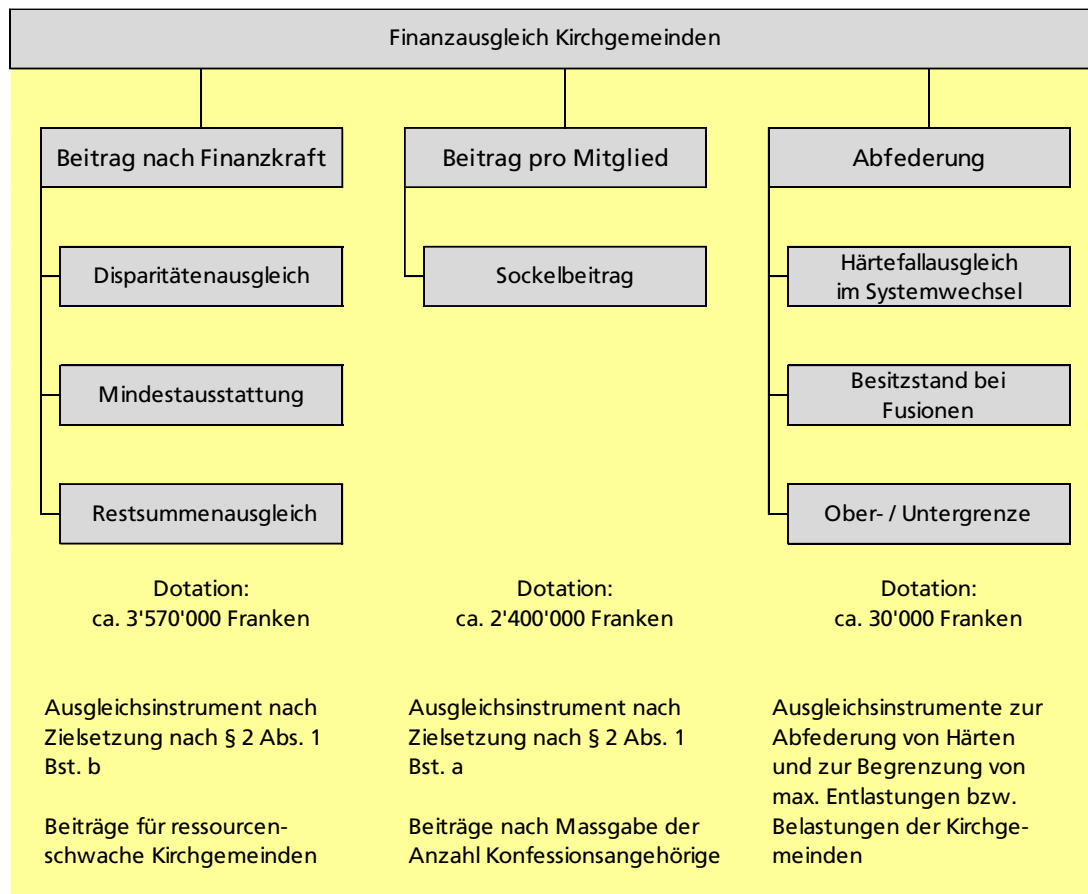 Finanzausgleich Kirchgemeinden
Beitrag nach Finanzkraft
Disparitätenausgleich
Mindestausstattung
Restsummenausgleich
Dotation:
ca. 3'570'000 Franken
Ausgleichsinstrument nach
Zielsetzung nach § 2 Abs. 1
Bst. b
Beiträge für ressourcen-
schwache Kirchgemeinden
Beitrag pro Mitglied
Sockelbeitrag
Dotation:
ca. 2'400'000 Franken
Ausgleichsinstrument nach
Zielsetzung nach § 2 Abs. 1
Bst. a
Beiträge nach Massgabe der
Anzahl Konfessionsangehörige
Abfederung
Härtefallausgleich
im Systemwechsel
Besitzstand bei
Fusionen
Ober- / Untergrenze
Dotation:
ca. 30'000 Franken
Ausgleichsinstrumente zur
Abfederung von Härten
und zur Begrenzung von
max. Entlastungen bzw.
Belastungen der Kirchge-
meinden